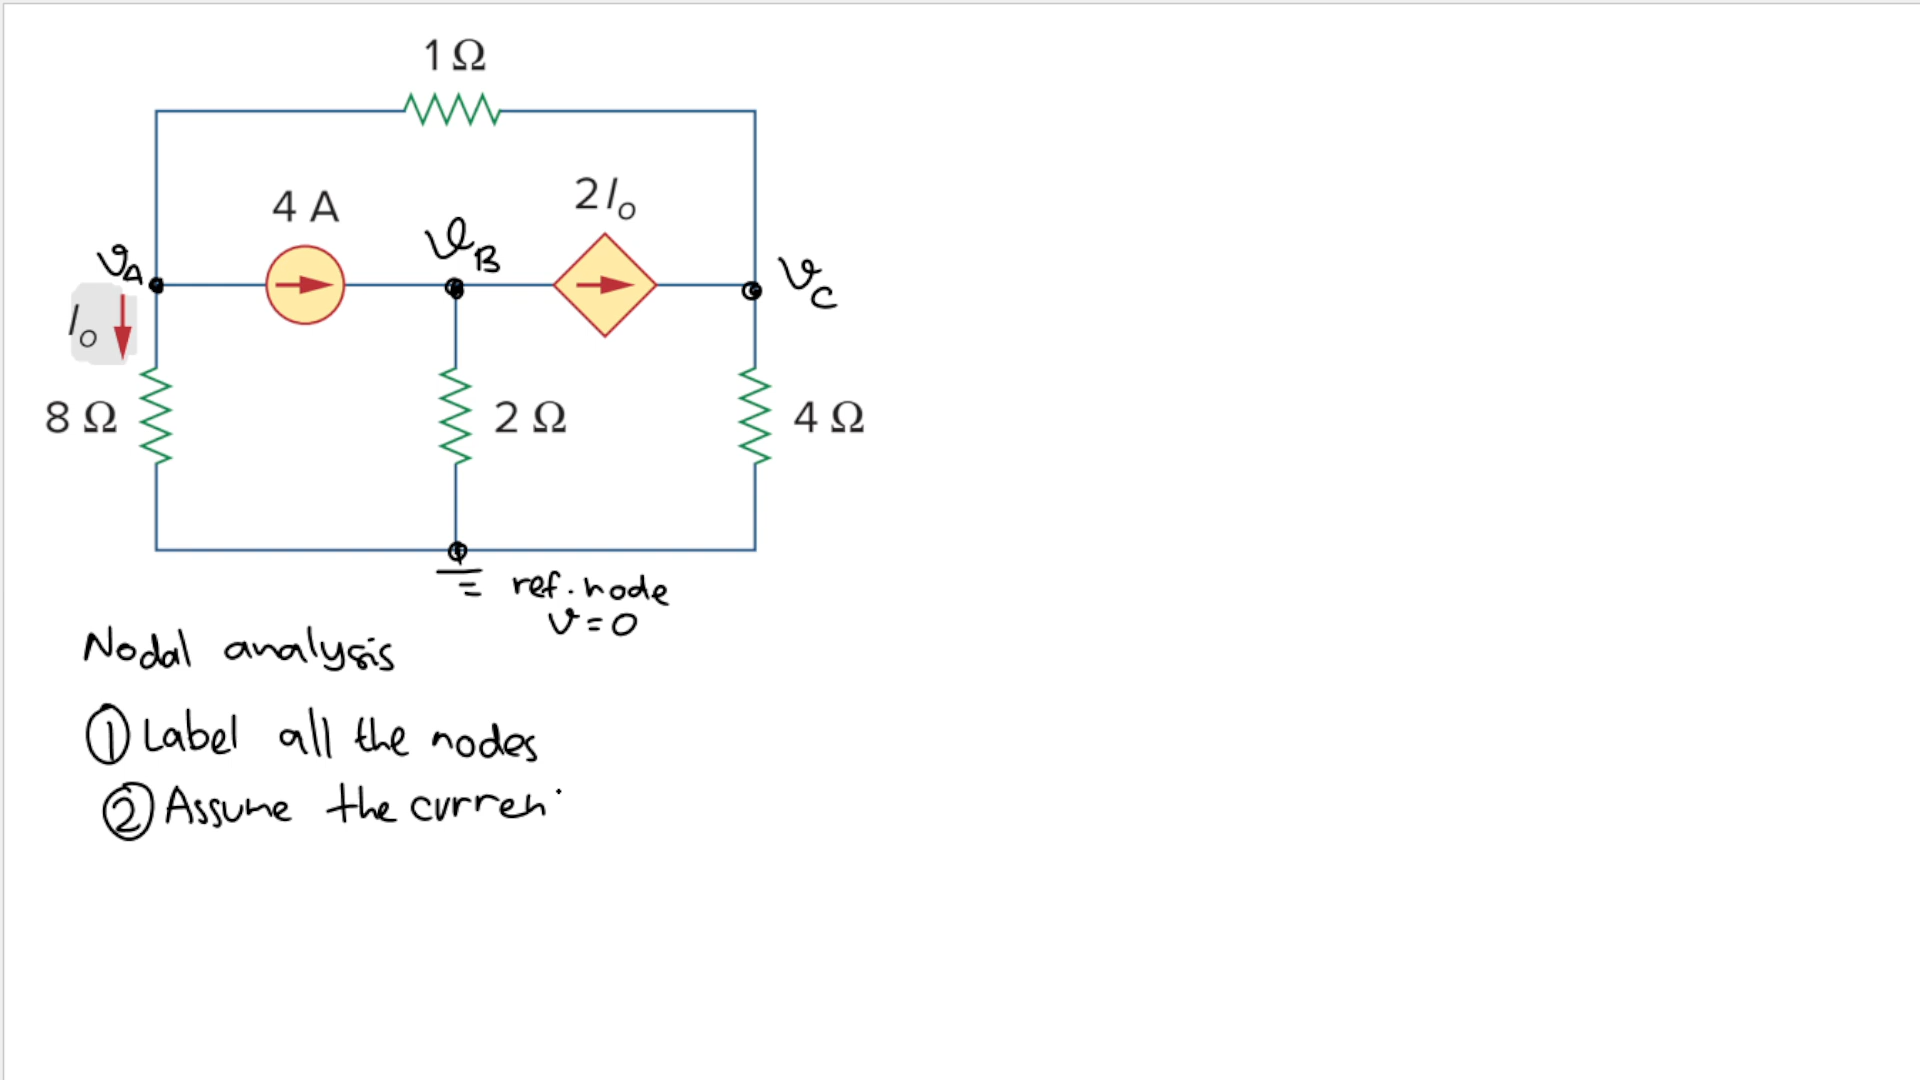 1 Ω
4 A
2I₀
v_A
v_B
v_C
I₀
8 Ω
2 Ω
4 Ω
ref. node
v = 0
Nodal analysis
① Label all the nodes
② Assume the curren